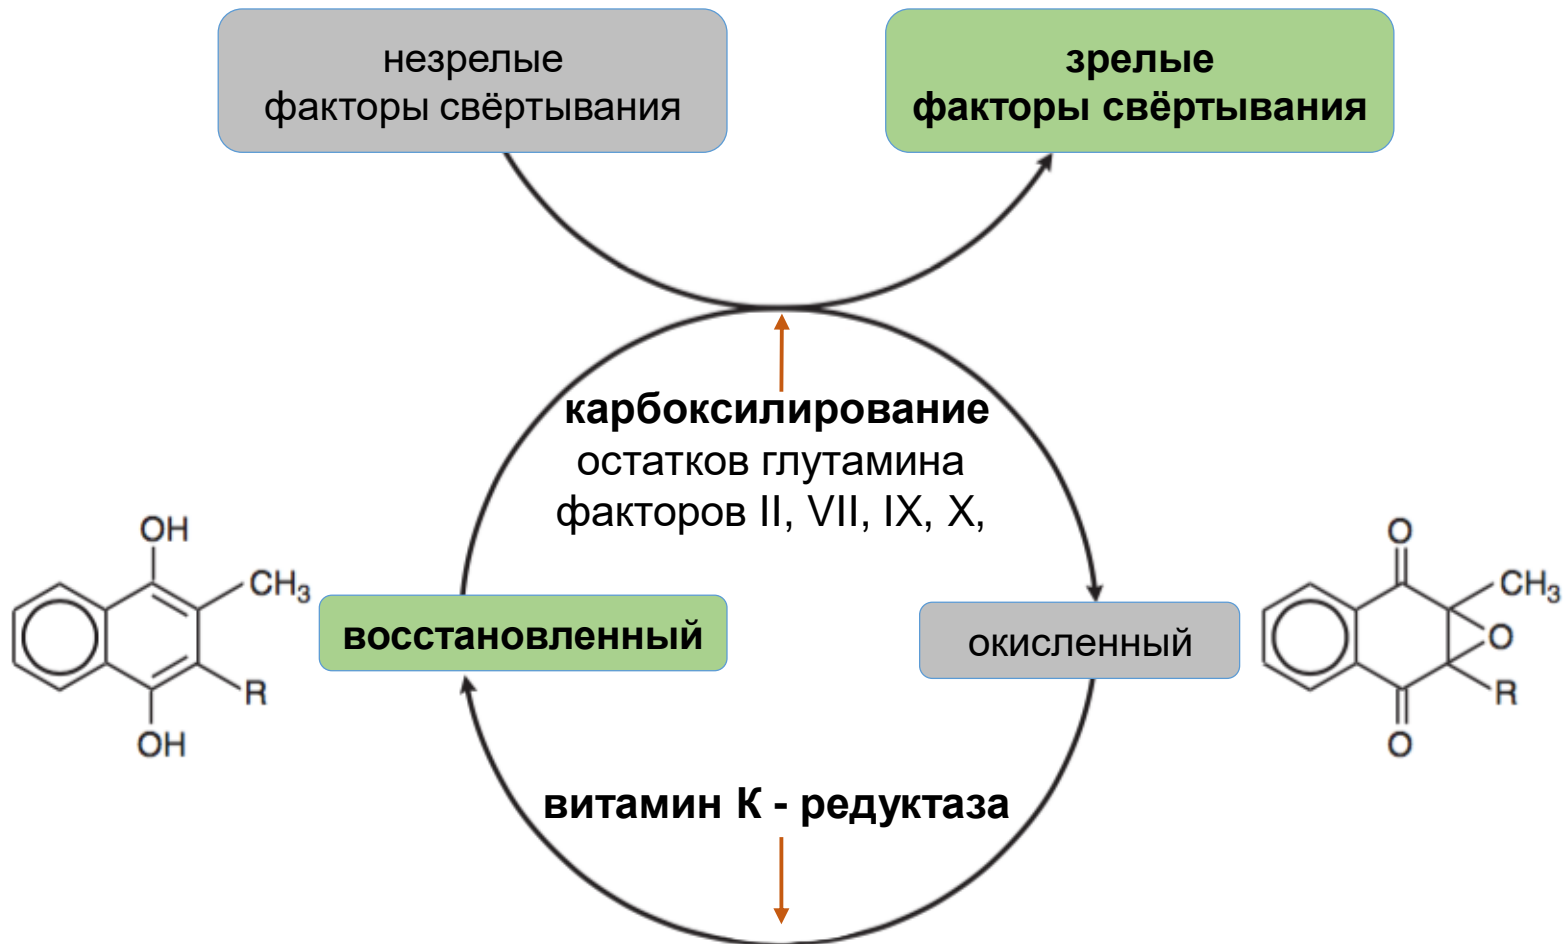 незрелые
факторы свёртывания
зрелые
факторы свёртывания
карбоксилирование
остатков глутамина
факторов II, VII, IX, X,
OH
CH3
R
OH
восстановленный
окисленный
O
CH3
O
R
O
витамин К - редуктаза